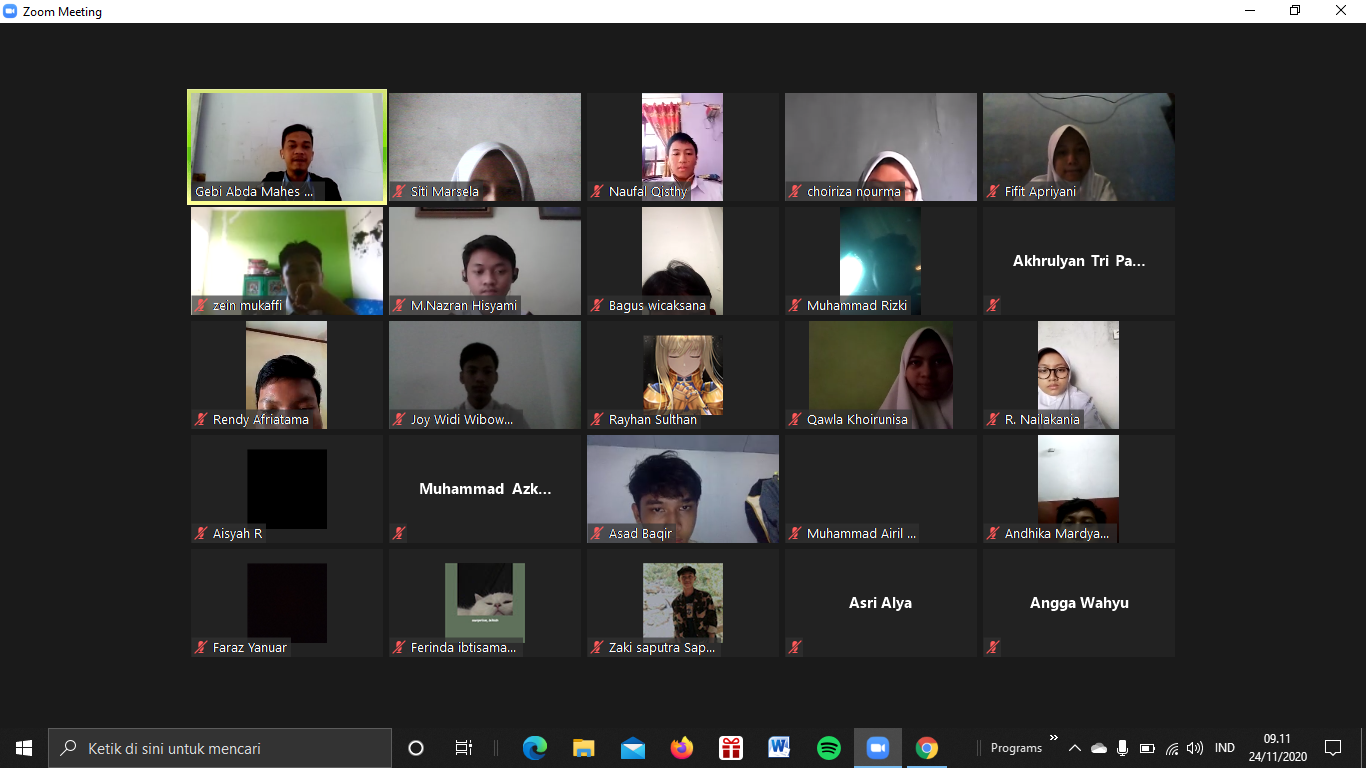 Zoom Meeting
Gebi Abda Mahes ...
Siti Marsela
Naufal Qisthy
choiriza nourma
Fifit Apriyani
zein mukaffi
M.Nazran Hisyami
Bagus wicaksana
Muhammad Rizki
Akhrulyan Tri Pa...
Rendy Afriatama
Joy Widi Wibow...
Rayhan Sulthan
Qawla Khoirunisa
R. Nailakania
Aisyah R
Muhammad Azk...
Asad Baqir
Muhammad Airil ...
Andhika Mardya...
Faraz Yanuar
Ferinda ibtisama...
Zaki saputra Sap...
Asri Alya
Angga Wahyu
Ketik di sini untuk mencari
Programs
IND
09.11
24/11/2020